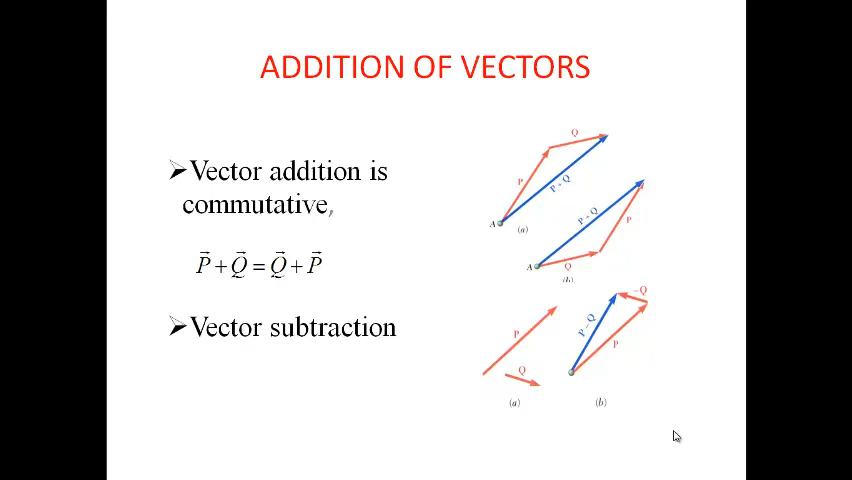 ADDITION OF VECTORS
➢Vector addition is
commutative,
P⃗ + Q⃗ = Q⃗ + P⃗
➢Vector subtraction
Q
P
P + Q
A
(a)
P + Q
P
A
Q
(b)
P
Q
(a)
−Q
P − Q
P
(b)